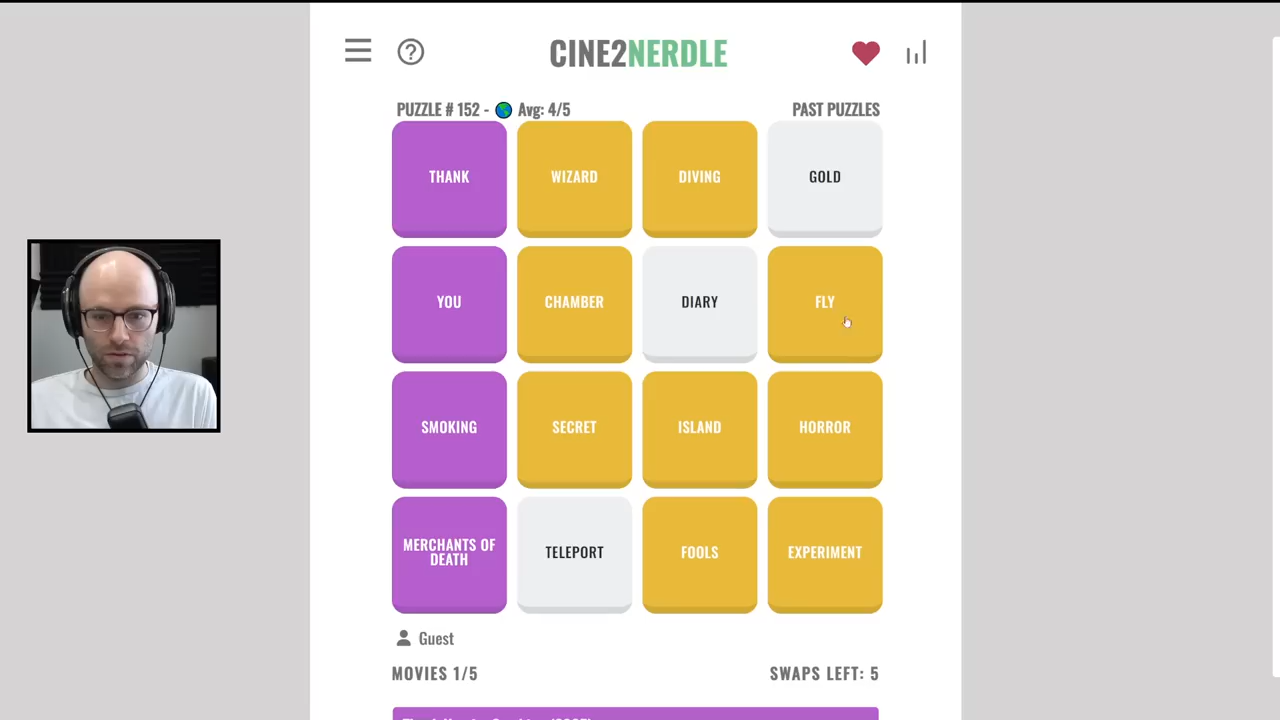 CINE2NERDLE
PUZZLE # 152 - Avg: 4/5
PAST PUZZLES
THANK
WIZARD
DIVING
GOLD
YOU
CHAMBER
DIARY
FLY
SMOKING
SECRET
ISLAND
HORROR
MERCHANTS OF
DEATH
TELEPORT
FOOLS
EXPERIMENT
Guest
MOVIES 1/5
SWAPS LEFT: 5